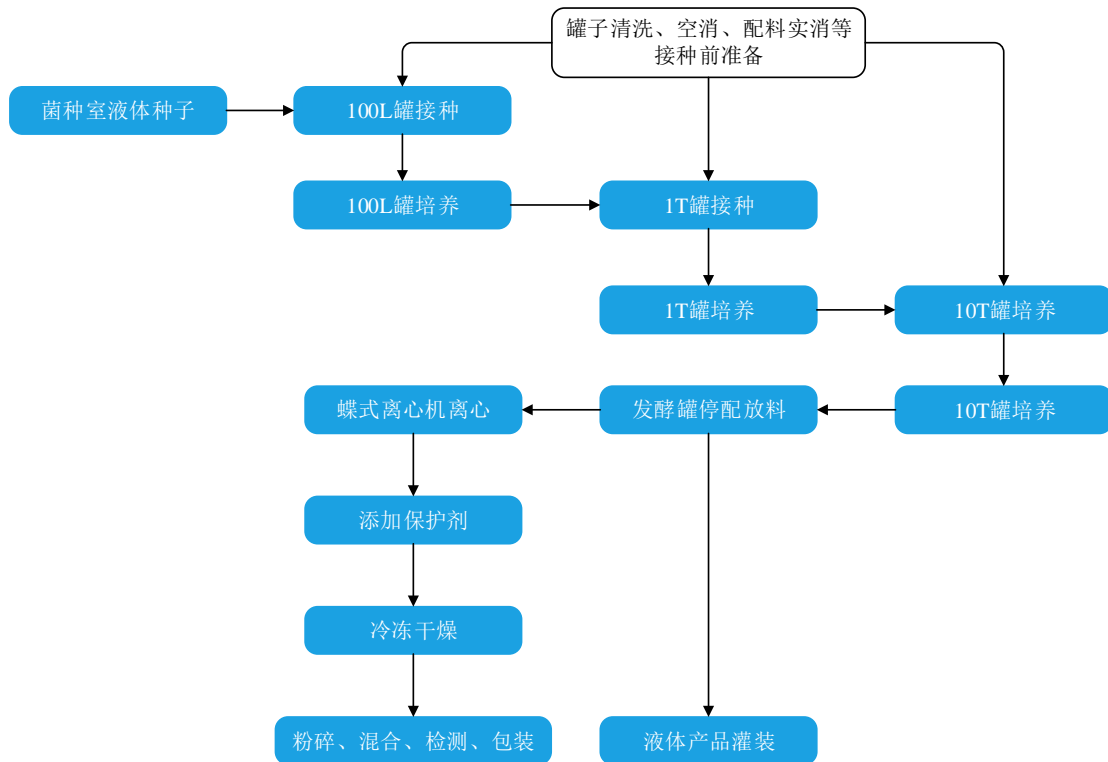 罐子清洗、空消、配料实消等
接种前准备
菌种室液体种子
100L罐接种
100L罐培养
1T罐接种
1T罐培养
10T罐培养
蝶式离心机离心
发酵罐停配放料
10T罐培养
添加保护剂
冷冻干燥
粉碎、混合、检测、包装
液体产品灌装